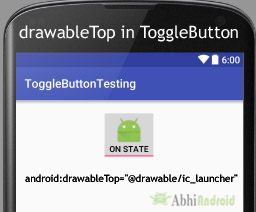 drawableTop in ToggleButton
6:00
ToggleButtonTesting
ON STATE
android:drawableTop="@drawable/ic_launcher"
AbhiAndroid